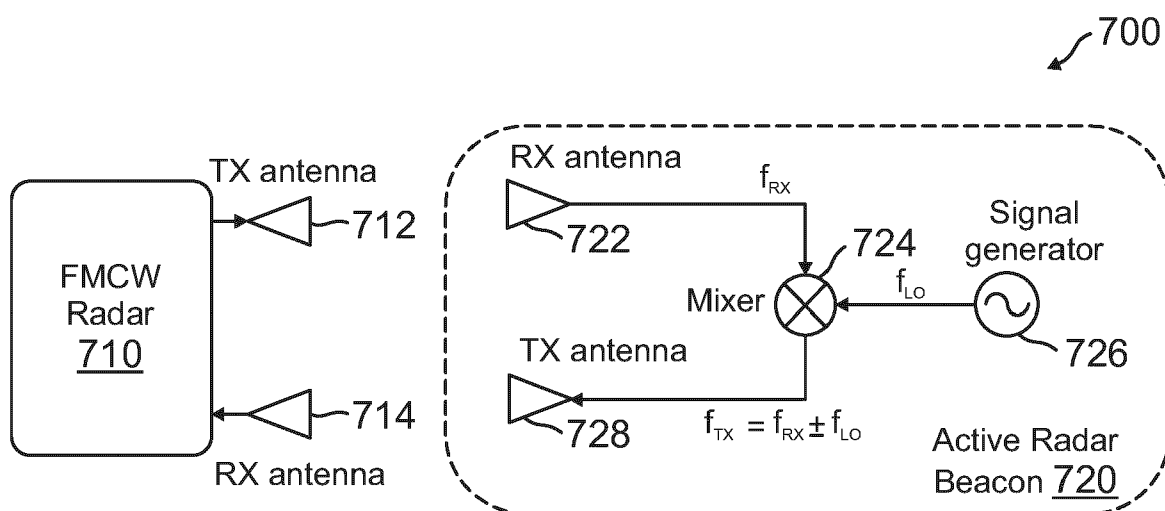 700
TX antenna
712
FMCW
Radar
710
714
RX antenna
RX antenna
722
f_RX
724
Mixer
f_LO
Signal
generator
726
TX antenna
728
f_TX = f_RX ± f_LO
Active Radar
Beacon 720